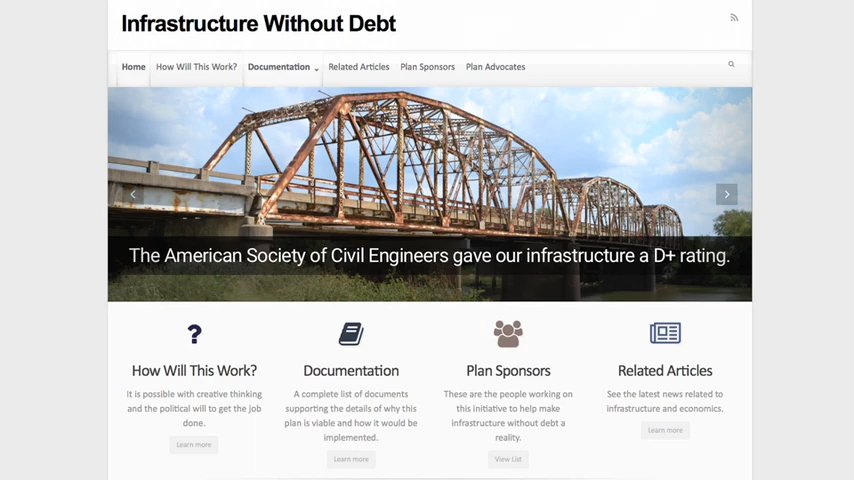 Infrastructure Without Debt
Home How Will This Work? Documentation Related Articles Plan Sponsors Plan Advocates
The American Society of Civil Engineers gave our infrastructure a D+ rating.
How Will This Work?
It is possible with creative thinking
and the political will to get the job
done.
Learn more
Documentation
A complete list of documents
supporting the details of why this
plan is viable and how it would be
implemented.
Learn more
Plan Sponsors
These are the people working on
this initiative to help make
infrastructure without debt a
reality.
View List
Related Articles
See the latest news related to
infrastructure and economics.
Learn more